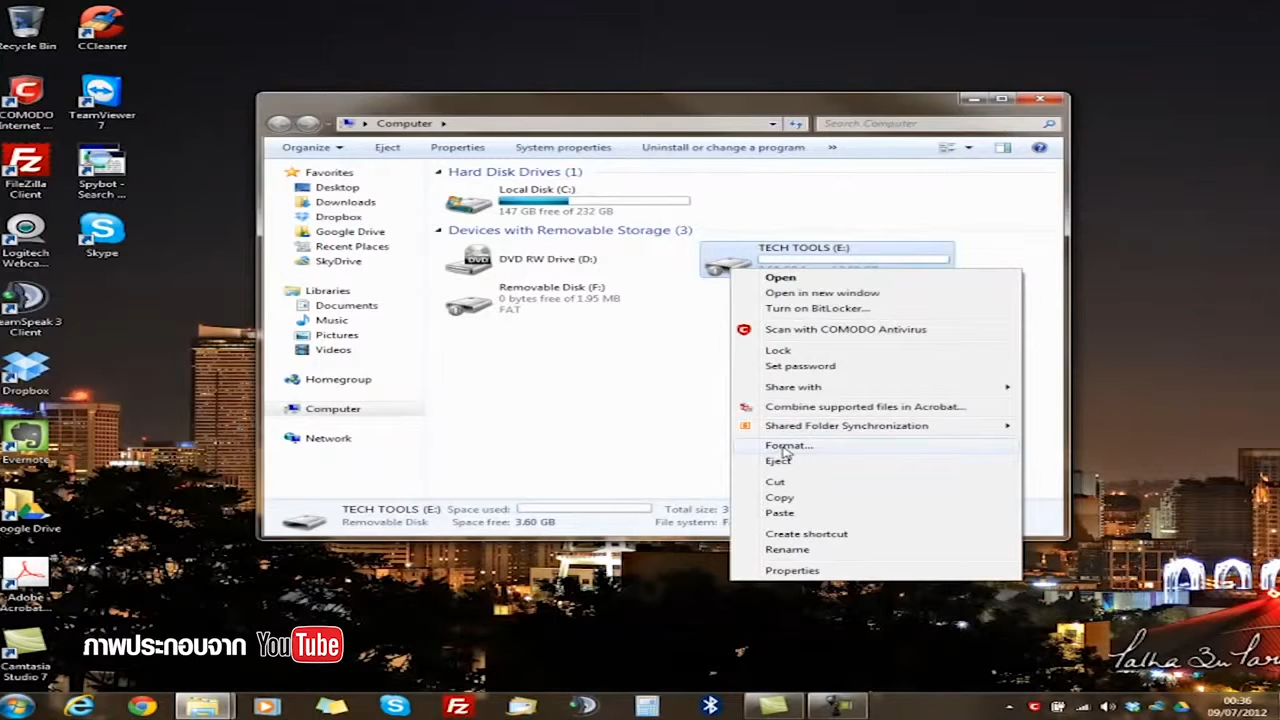 Recycle Bin
CCleaner
COMODO
Internet ...
TeamViewer
7
FileZilla
Client
Spybot -
Search ...
Logitech
Webca...
Skype
eamSpeak 3
Client
Dropbox
Evernote
oogle Drive
Adobe
Acrobat...
Camtasia
Studio 7
Computer
Search Computer
Organize
Eject
Properties
System properties
Uninstall or change a program
»
Favorites
Desktop
Downloads
Dropbox
Google Drive
Recent Places
SkyDrive
Libraries
Documents
Music
Pictures
Videos
Homegroup
Computer
Network
Hard Disk Drives (1)
Local Disk (C:)
147 GB free of 232 GB
Devices with Removable Storage (3)
DVD RW Drive (D:)
TECH TOOLS (E:)
Removable Disk (F:)
0 bytes free of 1.95 MB
FAT
Open
Open in new window
Turn on BitLocker...
Scan with COMODO Antivirus
Lock
Set password
Share with
Combine supported files in Acrobat...
Shared Folder Synchronization
Format...
Eject
Cut
Copy
Paste
Create shortcut
Rename
Properties
TECH TOOLS (E:) Space used: Total size: 3
Removable Disk Space free: 3.60 GB File system: F
ภาพประกอบจาก YouTube
00:36
09/07/2012